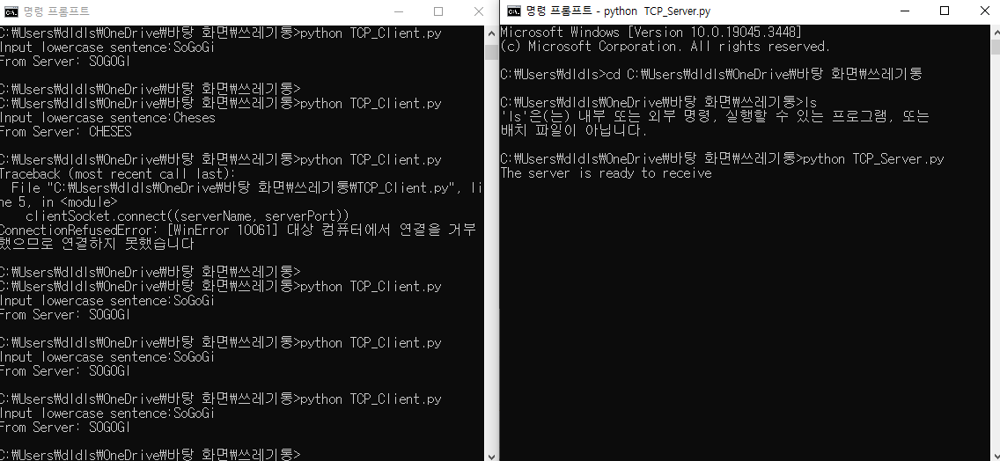 명령 프롬프트
C:₩Users₩dldls₩OneDrive₩바탕 화면₩쓰레기통>python TCP_Client.py
Input lowercase sentence:SoGoGi
From Server: SOGOGI
C:₩Users₩dldls₩OneDrive₩바탕 화면₩쓰레기통>
C:₩Users₩dldls₩OneDrive₩바탕 화면₩쓰레기통>python TCP_Client.py
Input lowercase sentence:Cheses
From Server: CHESES
C:₩Users₩dldls₩OneDrive₩바탕 화면₩쓰레기통>python TCP_Client.py
Traceback (most recent call last):
  File "C:₩Users₩dldls₩OneDrive₩바탕 화면₩쓰레기통₩TCP_Client.py", li
ne 5, in <module>
    clientSocket.connect((serverName, serverPort))
ConnectionRefusedError: [WinError 10061] 대상 컴퓨터에서 연결을 거부
했으므로 연결하지 못했습니다
C:₩Users₩dldls₩OneDrive₩바탕 화면₩쓰레기통>
C:₩Users₩dldls₩OneDrive₩바탕 화면₩쓰레기통>python TCP_Client.py
Input lowercase sentence:SoGoGi
From Server: SOGOGI
C:₩Users₩dldls₩OneDrive₩바탕 화면₩쓰레기통>python TCP_Client.py
Input lowercase sentence:SoGoGi
From Server: SOGOGI
C:₩Users₩dldls₩OneDrive₩바탕 화면₩쓰레기통>python TCP_Client.py
Input lowercase sentence:SoGoGi
From Server: SOGOGI
C:₩Users₩dldls₩OneDrive₩바탕 화면₩쓰레기통>
명령 프롬프트 - python  TCP_Server.py
Microsoft Windows [Version 10.0.19045.3448]
(c) Microsoft Corporation. All rights reserved.
C:₩Users₩dldls>cd C:₩Users₩dldls₩OneDrive₩바탕 화면₩쓰레기통
C:₩Users₩dldls₩OneDrive₩바탕 화면₩쓰레기통>ls
'ls'은(는) 내부 또는 외부 명령, 실행할 수 있는 프로그램, 또는
배치 파일이 아닙니다.
C:₩Users₩dldls₩OneDrive₩바탕 화면₩쓰레기통>python TCP_Server.py
The server is ready to receive